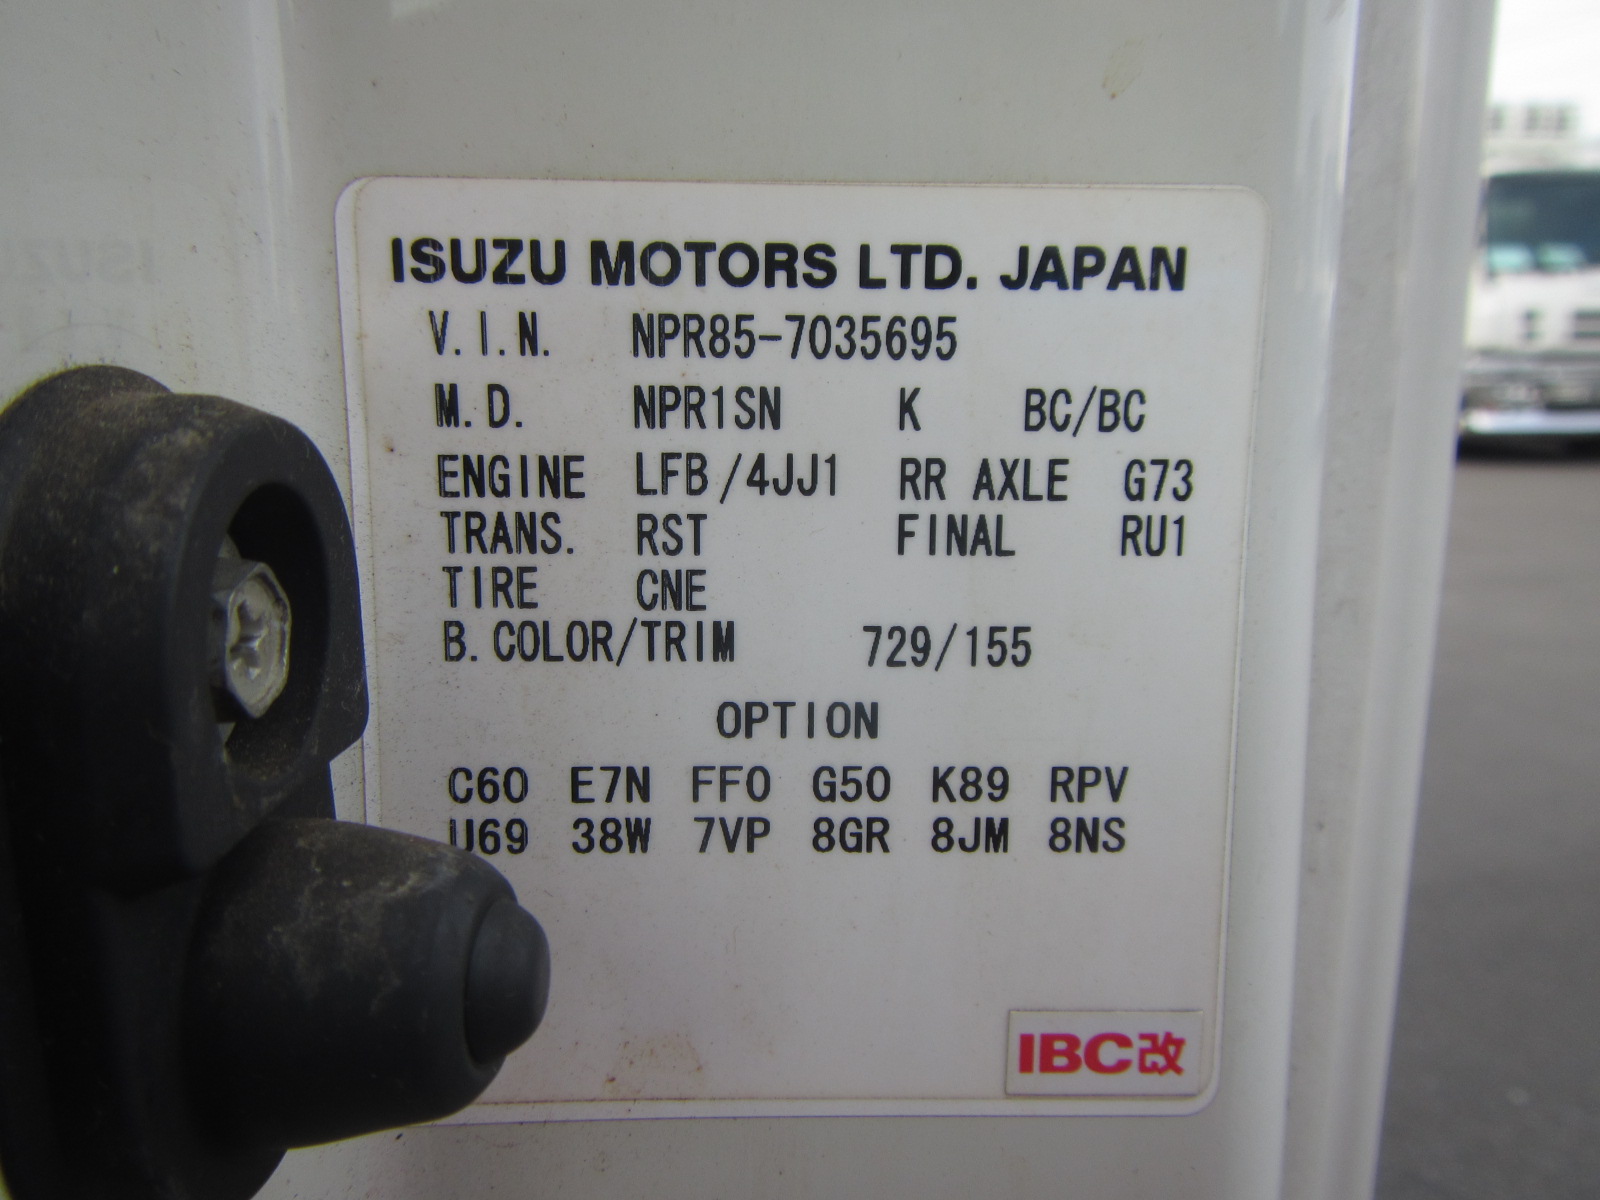 ISUZU MOTORS LTD. JAPAN
V.I.N. NPR85-7035695
M.D. NPR1SN K BC/BC
ENGINE LFB/4JJ1 RR AXLE G73
TRANS. RST FINAL RU1
TIRE CNE
B.COLOR/TRIM 729/155
OPTION
C60 E7N FF0 G50 K89 RPV
U69 38W 7VP 8GR 8JM 8NS
IBC改